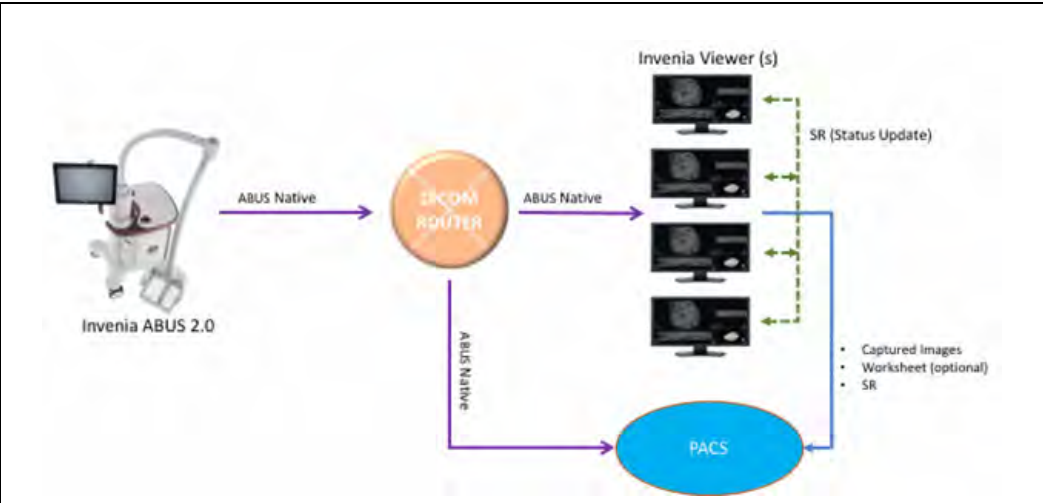 Invenia Viewer (s)
SR (Status Update)
ABUS Native
DICOM
ROUTER
ABUS Native
Invenia ABUS 2.0
ABUS Native
• Captured Images
• Worksheet (optional)
• SR
PACS